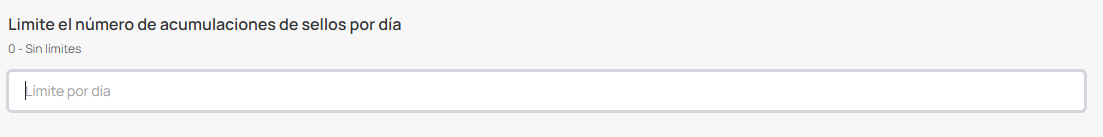 Limite el número de acumulaciones de sellos por día
0 - Sin límites
Límite por día